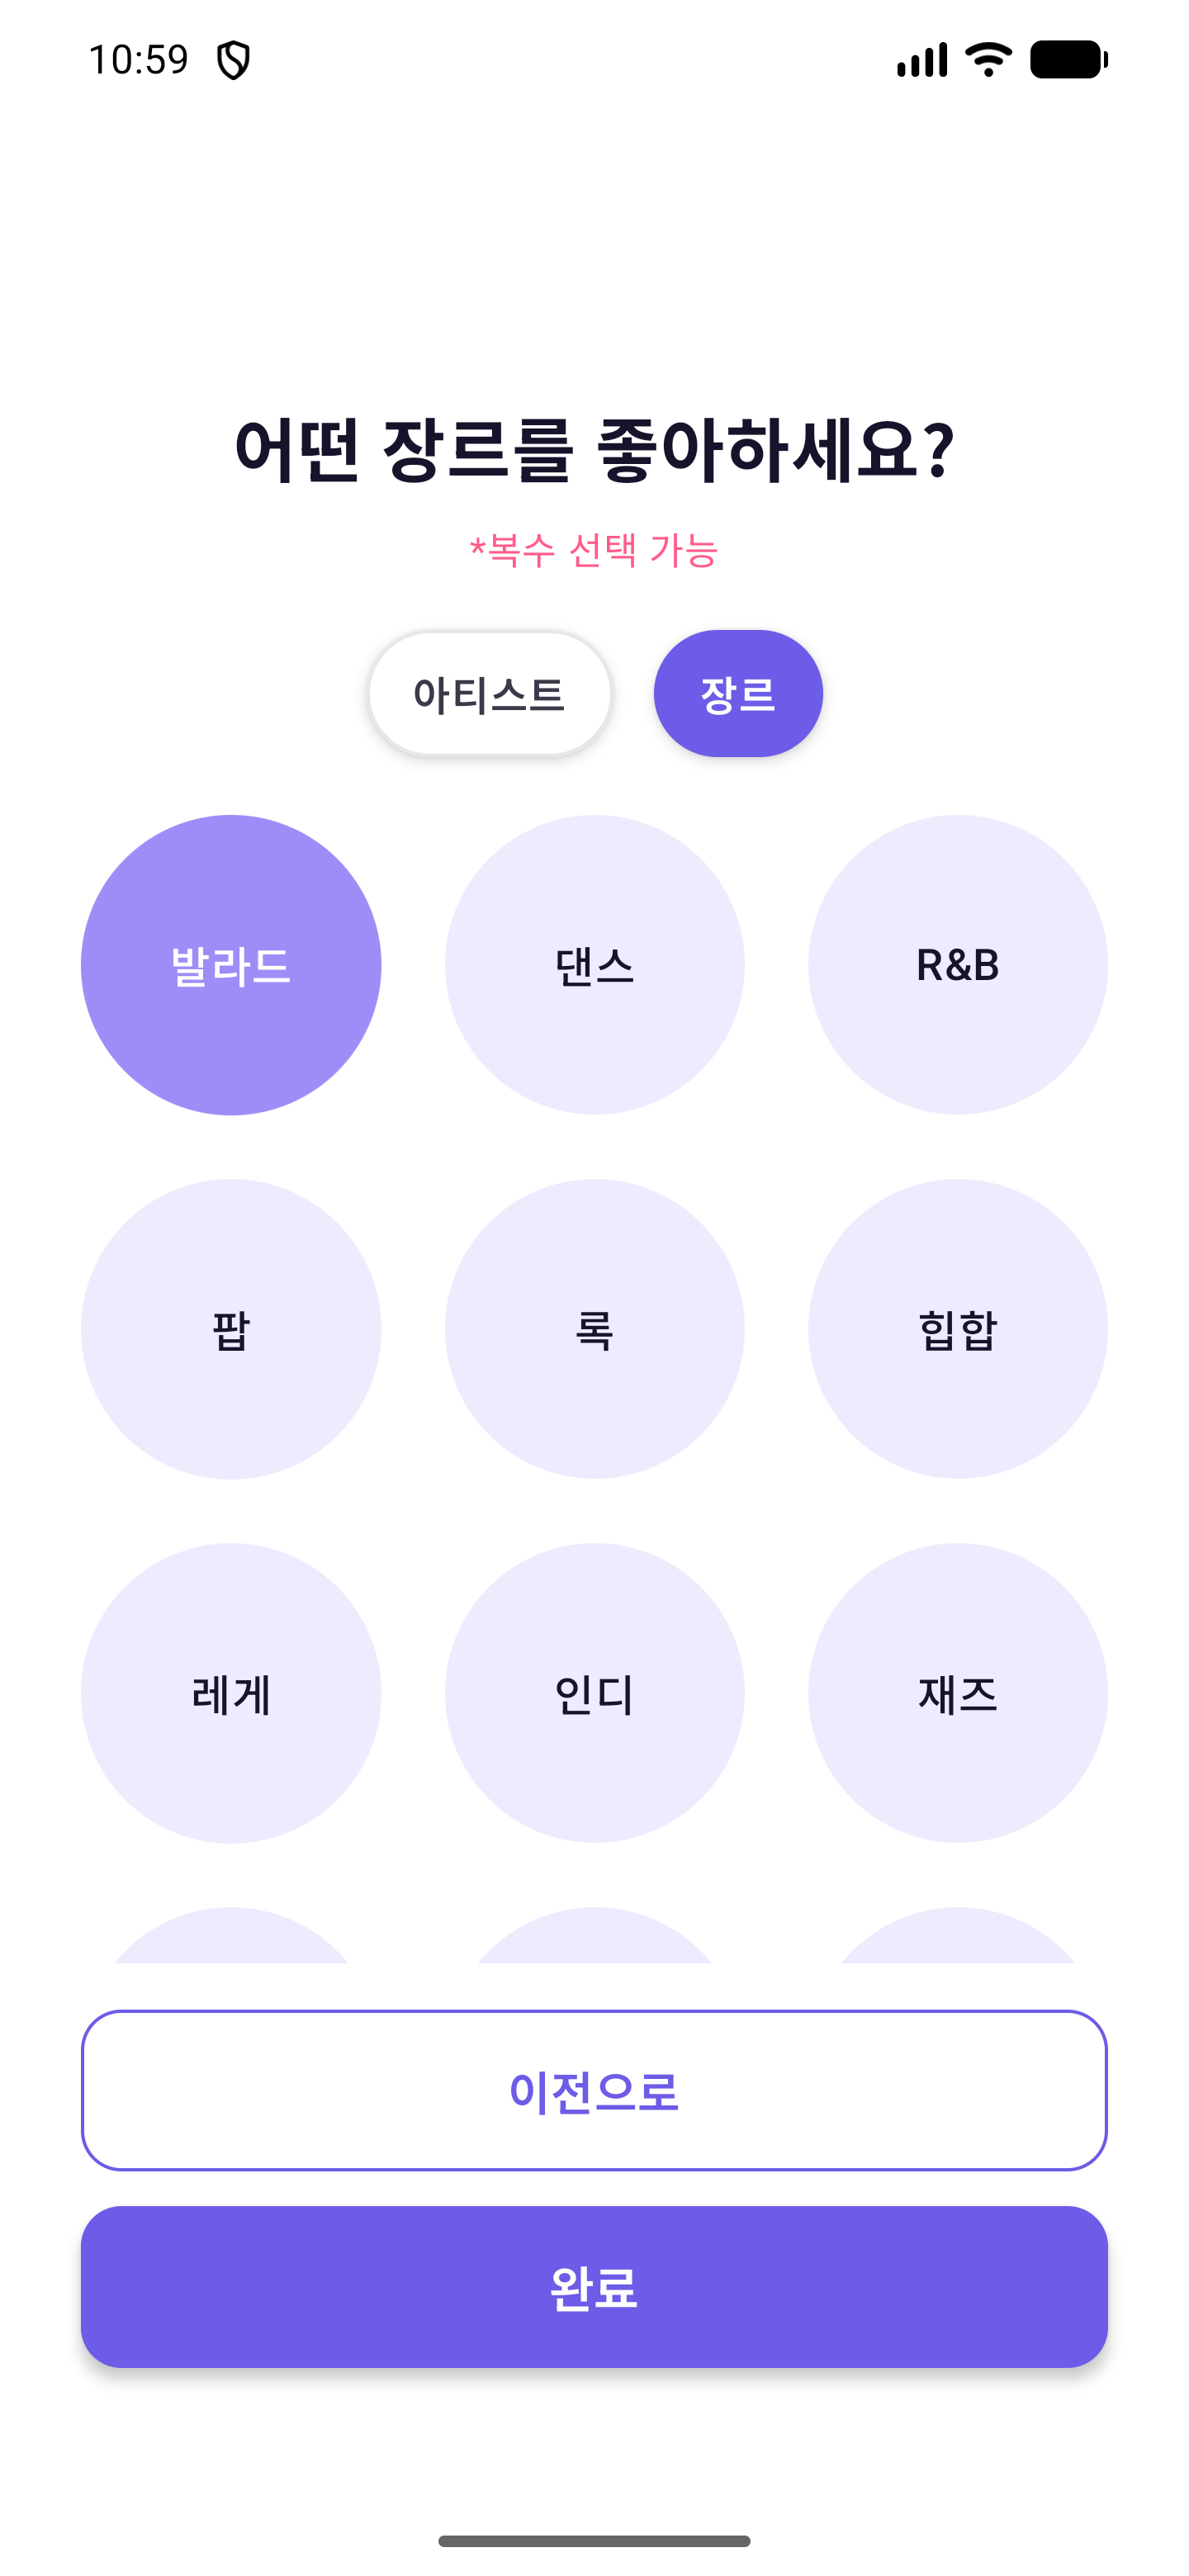 10:59
어떤 장르를 좋아하세요?
*복수 선택 가능
아티스트 장르
발라드 댄스 R&B
팝 록 힙합
레게 인디 재즈
이전으로
완료